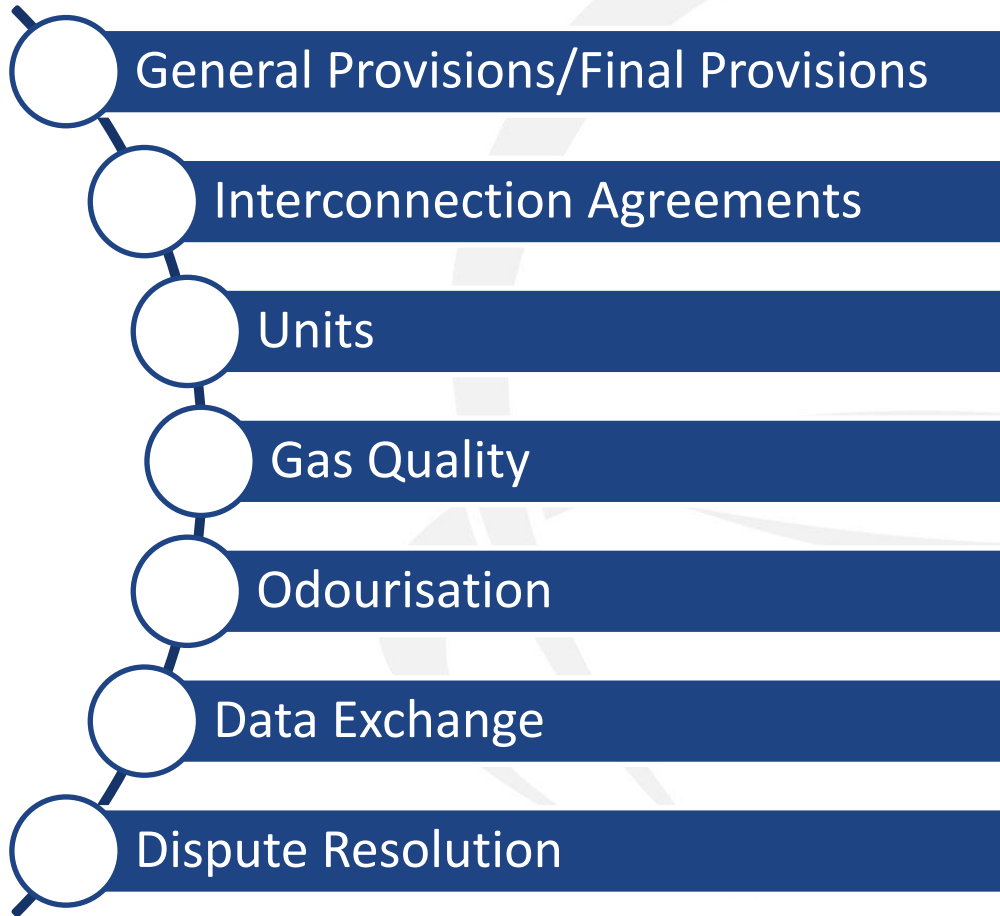 General Provisions/Final Provisions
Interconnection Agreements
Units
Gas Quality
Odourisation
Data Exchange
Dispute Resolution